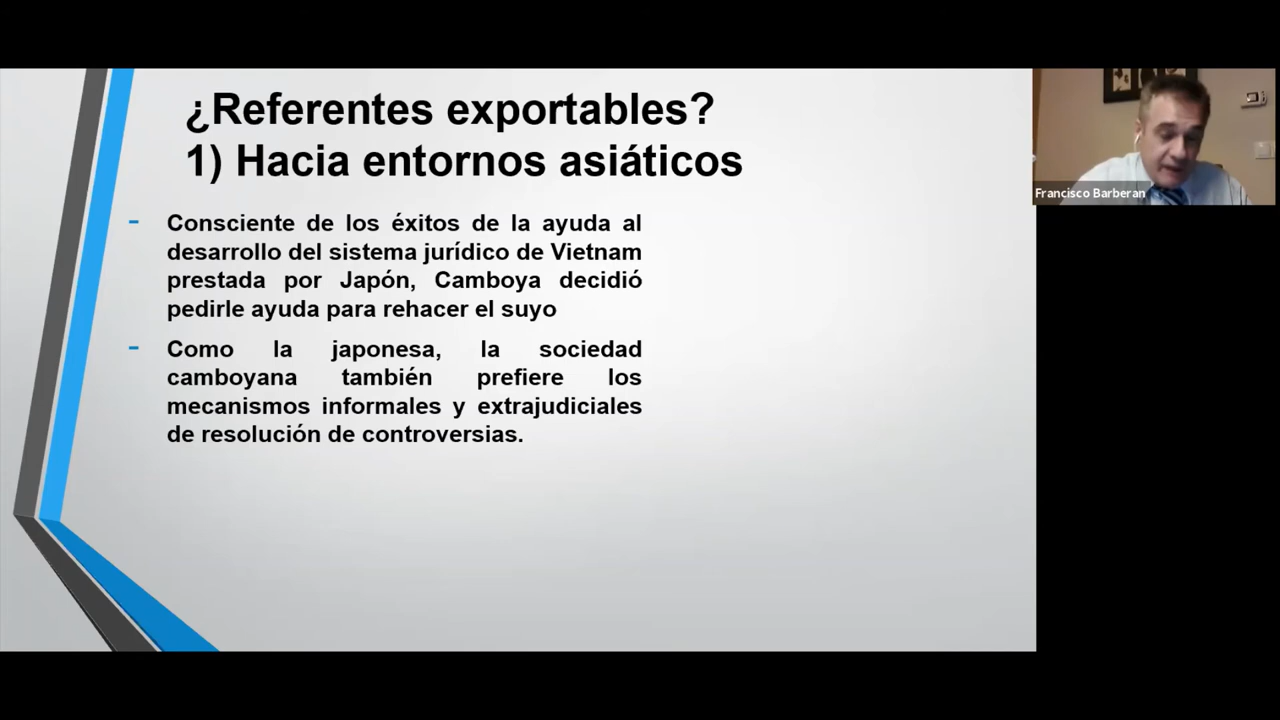 ¿Referentes exportables?
1) Hacia entornos asiáticos
- Consciente de los éxitos de la ayuda al
desarrollo del sistema jurídico de Vietnam
prestada por Japón, Camboya decidió
pedirle ayuda para rehacer el suyo
- Como la japonesa, la sociedad
camboyana también prefiere los
mecanismos informales y extrajudiciales
de resolución de controversias.
Francisco Barberan